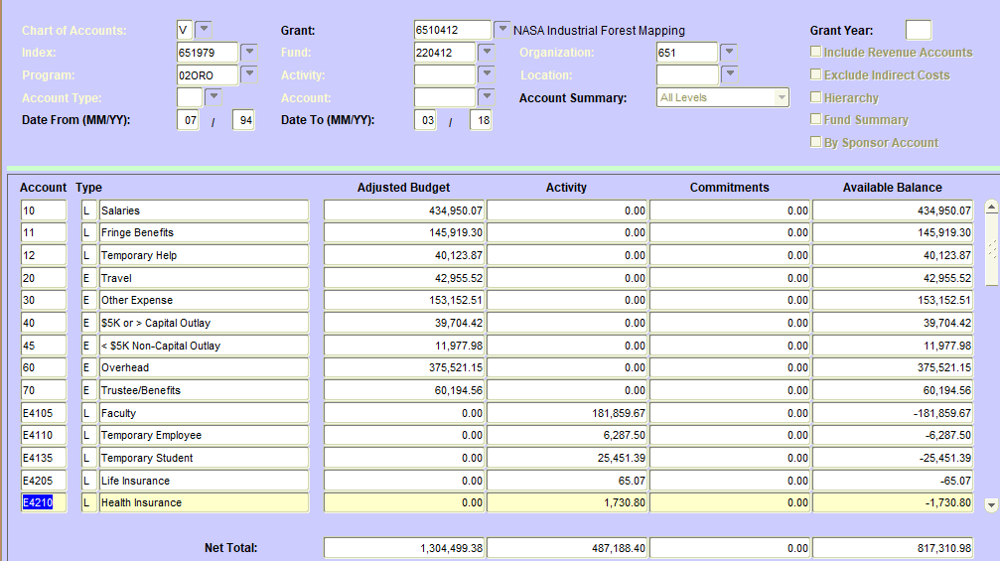 Chart of Accounts: V Grant: 6510412 NASA Industrial Forest Mapping Grant Year:
Index: 651979 Fund: 220412 Organization: 651 Include Revenue Accounts
Program: 02ORO Activity: Location: Exclude Indirect Costs
Account Type: Account: Account Summary: All Levels Hierarchy
Date From (MM/YY): 07 / 94 Date To (MM/YY): 03 / 18 Fund Summary
By Sponsor Account
Account Type Adjusted Budget Activity Commitments Available Balance
10 L Salaries 434,950.07 0.00 0.00 434,950.07
11 L Fringe Benefits 145,919.30 0.00 0.00 145,919.30
12 L Temporary Help 40,123.87 0.00 0.00 40,123.87
20 E Travel 42,955.52 0.00 0.00 42,955.52
30 E Other Expense 153,152.51 0.00 0.00 153,152.51
40 E $5K or > Capital Outlay 39,704.42 0.00 0.00 39,704.42
45 E < $5K Non-Capital Outlay 11,977.98 0.00 0.00 11,977.98
60 E Overhead 375,521.15 0.00 0.00 375,521.15
70 E Trustee/Benefits 60,194.56 0.00 0.00 60,194.56
E4105 L Faculty 0.00 181,859.67 0.00 -181,859.67
E4110 L Temporary Employee 0.00 6,287.50 0.00 -6,287.50
E4135 L Temporary Student 0.00 25,451.39 0.00 -25,451.39
E4205 L Life Insurance 0.00 65.07 0.00 -65.07
E4210 L Health Insurance 0.00 1,730.80 0.00 -1,730.80
Net Total: 1,304,499.38 487,188.40 0.00 817,310.98